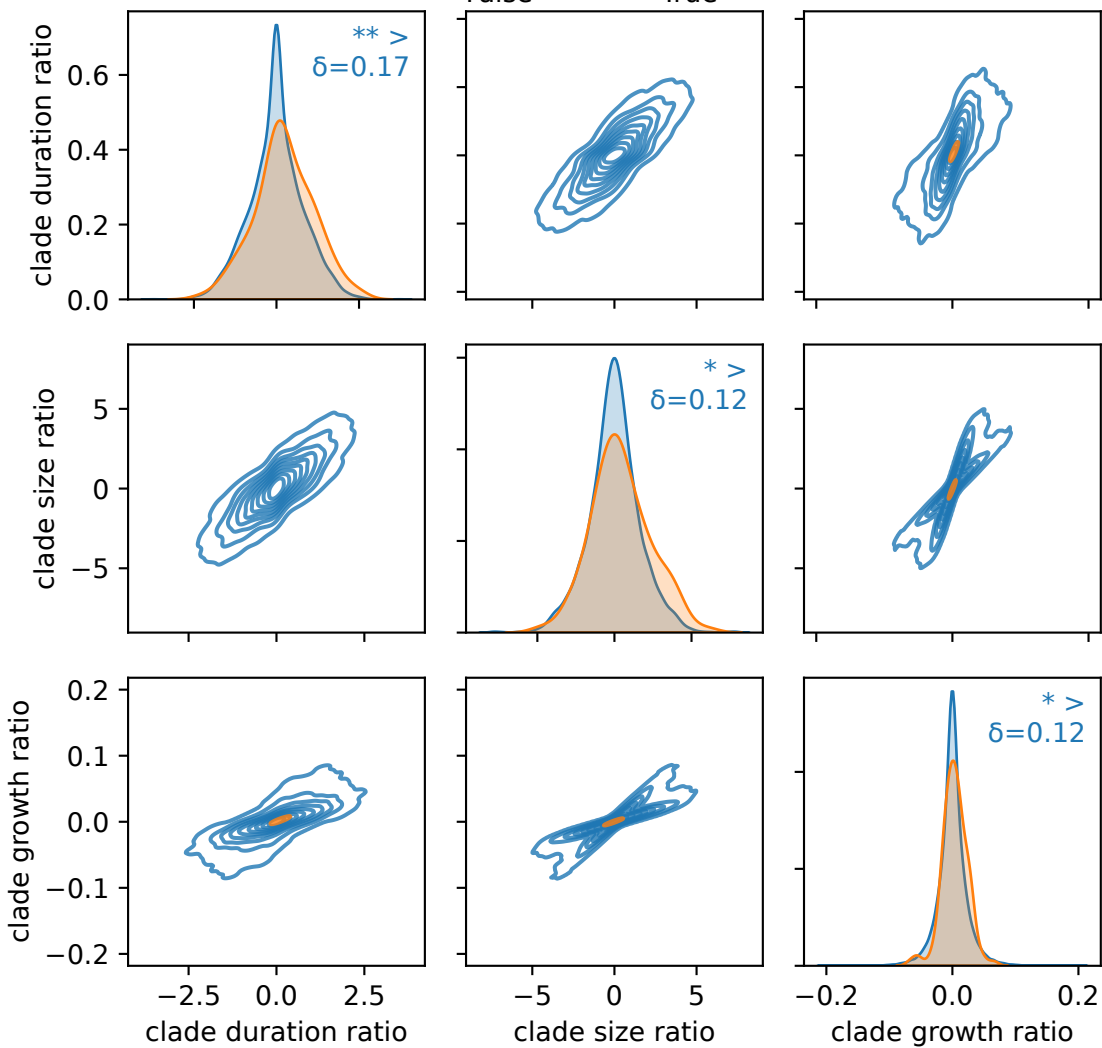 clade duration ratio
0.6
0.4
0.2
0.0
** >
δ=0.17
clade size ratio
5
0
−5
* >
δ=0.12
clade growth ratio
0.2
0.1
0.0
−0.1
−0.2
* >
δ=0.12
−2.5 0.0 2.5
−5 0 5
−0.2 0.0 0.2
clade duration ratio
clade size ratio
clade growth ratio